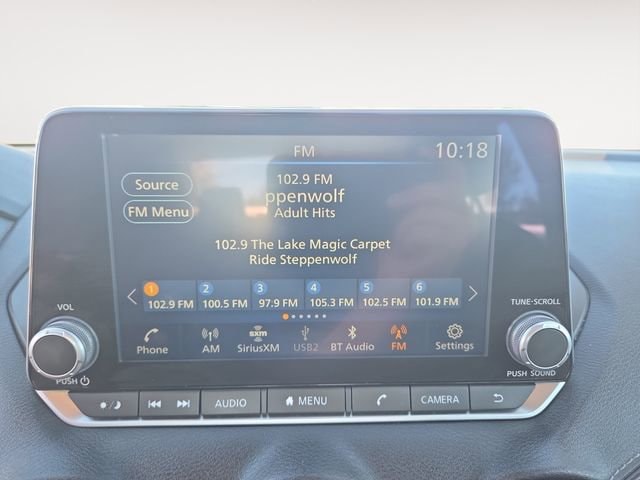 FM
10:18
Source
102.9 FM
ppenwolf
FM Menu
Adult Hits
102.9 The Lake Magic Carpet
Ride Steppenwolf
1 2 3 4 5 6
102.9 FM 100.5 FM 97.9 FM 105.3 FM 102.5 FM 101.9 FM
VOL
TUNE·SCROLL
sxm
Phone AM SiriusXM USB2 BT Audio FM Settings
PUSH
PUSH SOUND
AUDIO MENU CAMERA